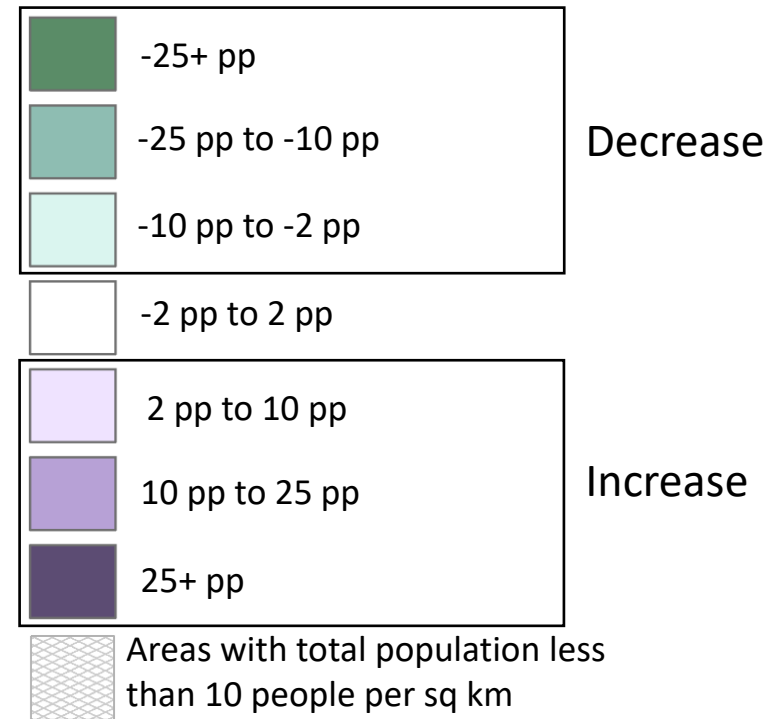 -25+ pp
-25 pp to -10 pp
Decrease
-10 pp to -2 pp
-2 pp to 2 pp
2 pp to 10 pp
10 pp to 25 pp
Increase
25+ pp
Areas with total population less
than 10 people per sq km